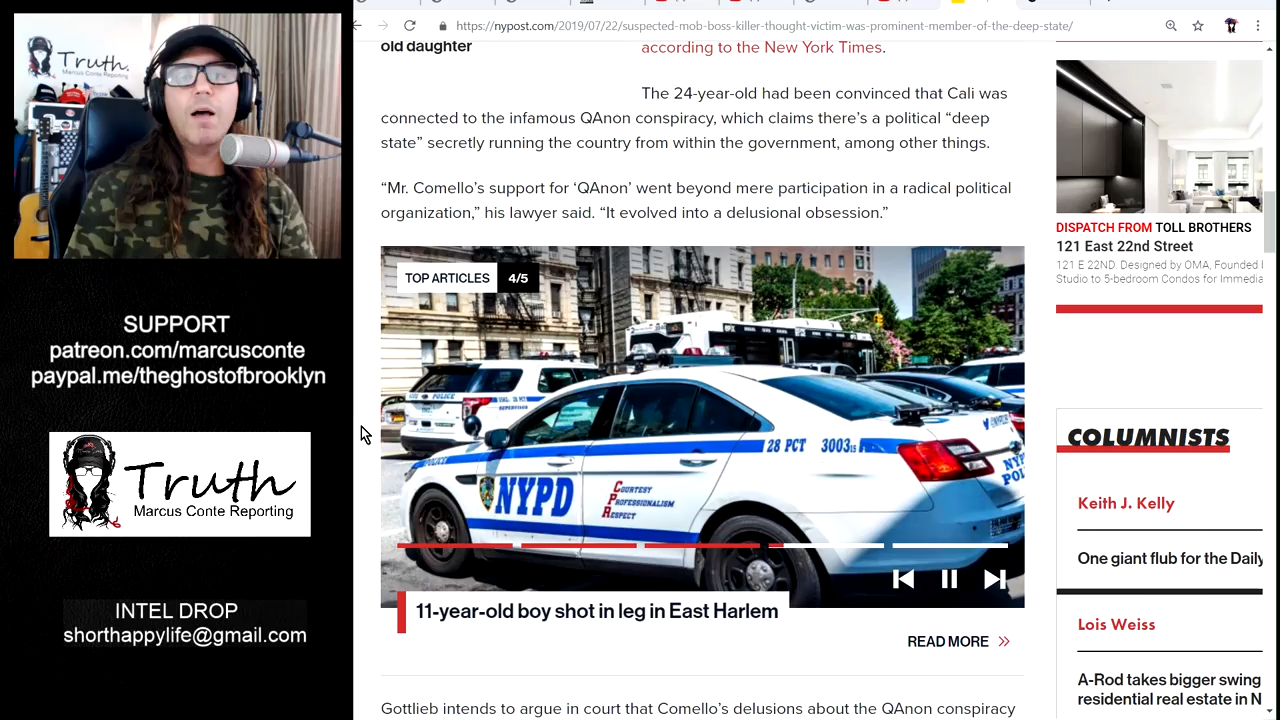 Truth.
Marcus Conte Reporting
SUPPORT
patreon.com/marcusconte
paypal.me/theghostofbrooklyn
Truth
Marcus Conte Reporting
INTEL DROP
shorthappylife@gmail.com
https://nypost.com/2019/07/22/suspected-mob-boss-killer-thought-victim-was-prominent-member-of-the-deep-state/
old daughter
according to the New York Times.
The 24-year-old had been convinced that Cali was
connected to the infamous QAnon conspiracy, which claims there’s a political “deep
state” secretly running the country from within the government, among other things.
“Mr. Comello’s support for ‘QAnon’ went beyond mere participation in a radical political
organization,” his lawyer said. “It evolved into a delusional obsession.”
TOP ARTICLES 4/5
POLICE
28 PCT 3003
NYPD
COURTESY
PROFESSIONALISM
RESPECT
11-year-old boy shot in leg in East Harlem
READ MORE
Gottlieb intends to argue in court that Comello’s delusions about the QAnon conspiracy
DISPATCH FROM TOLL BROTHERS
121 East 22nd Street
121 E 22ND. Designed by OMA, Founded
Studio to 5-bedroom Condos for Immedia
COLUMNISTS
Keith J. Kelly
One giant flub for the Daily
Lois Weiss
A-Rod takes bigger swing
residential real estate in N